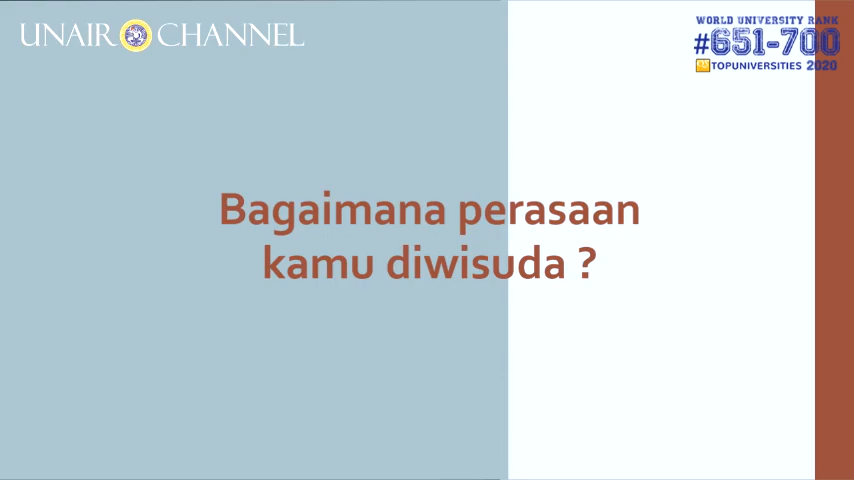 UNAIR CHANNEL
WORLD UNIVERSITY RANK
#651-700
TOPUNIVERSITIES 2020
Bagaimana perasaan
kamu diwisuda ?